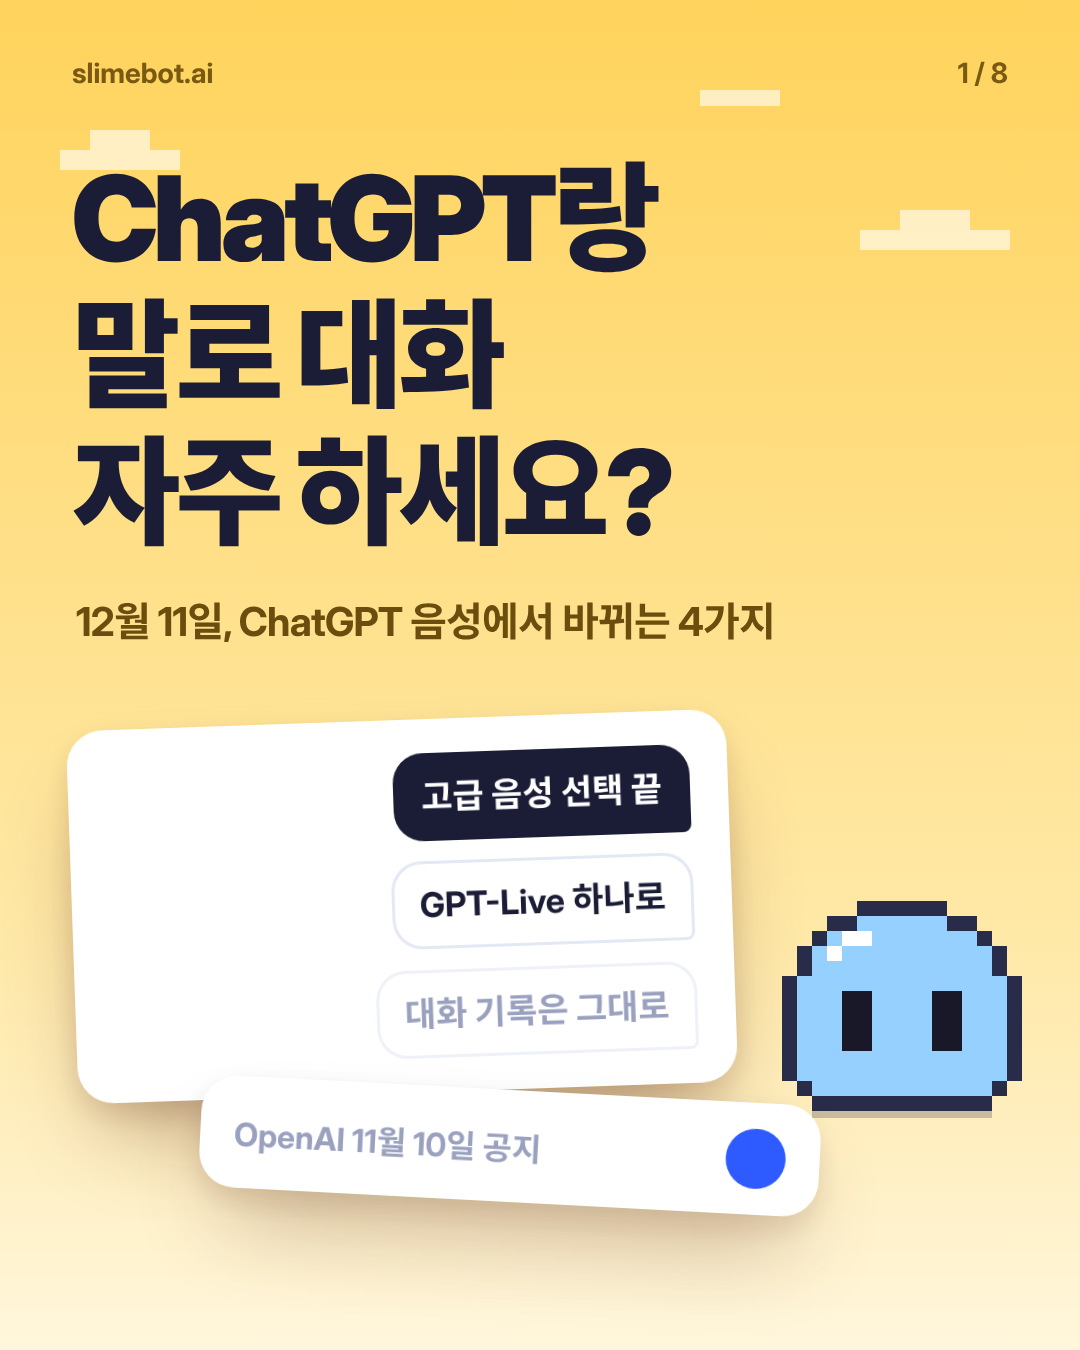 slimebot.ai
1 / 8
ChatGPT랑
말로 대화
자주 하세요?
12월 11일, ChatGPT 음성에서 바뀌는 4가지
고급 음성 선택 끝
GPT-Live 하나로
대화 기록은 그대로
OpenAI 11월 10일 공지